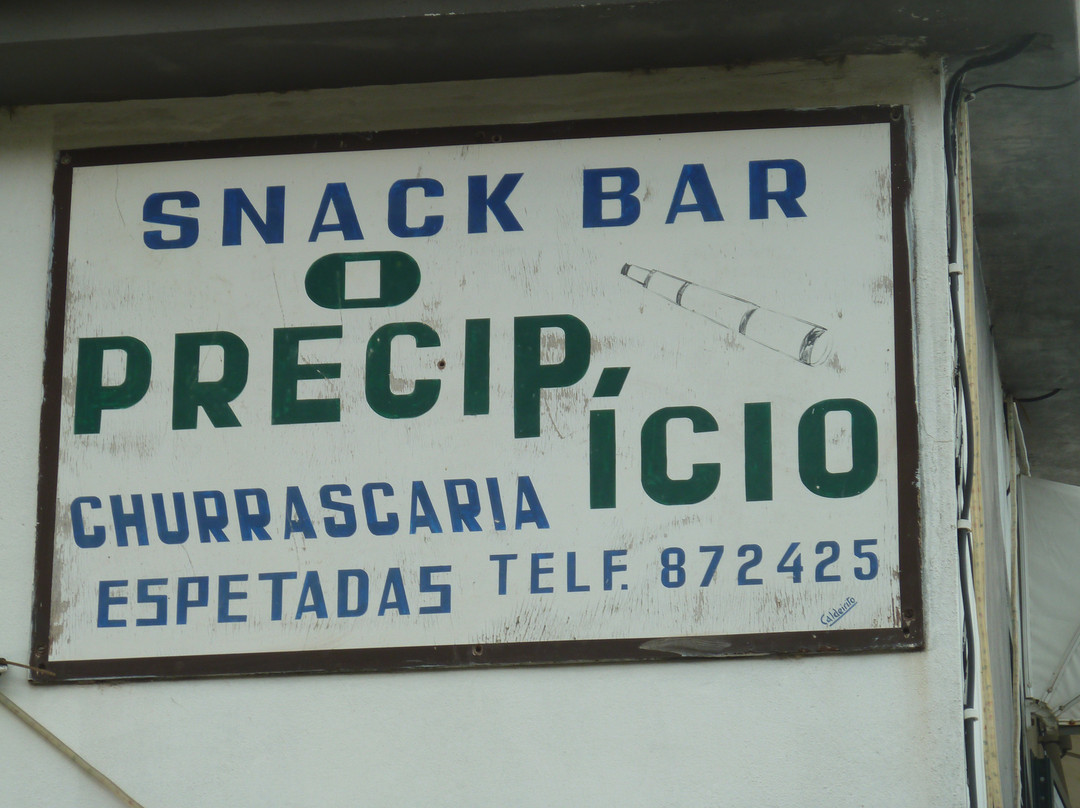 SNACK BAR
O
PRECIPÍCIO
CHURRASCARIA
ESPETADAS TELF. 872425